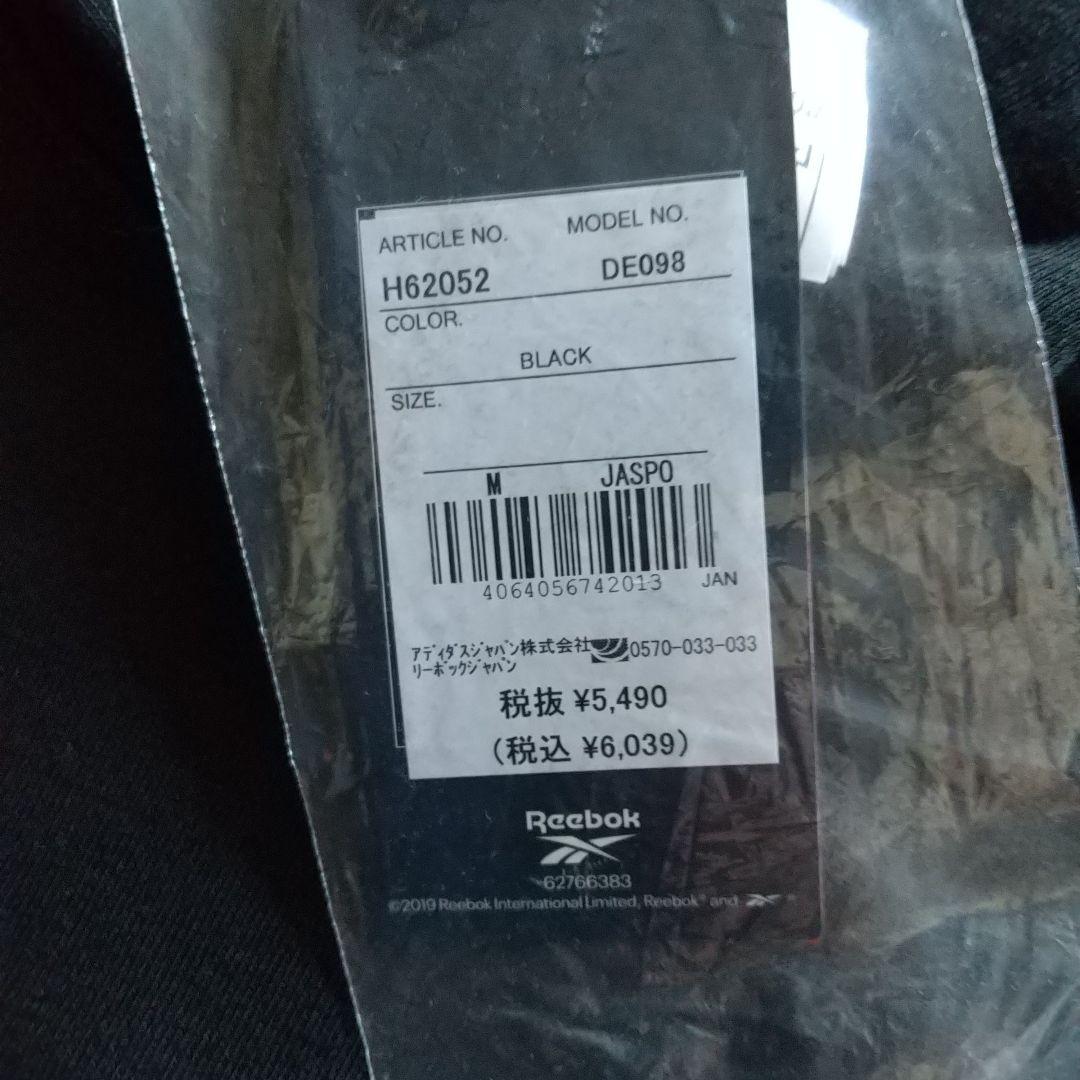 ARTICLE NO. MODEL NO.
H62052 DE098
COLOR.
BLACK
SIZE.
M JASPO
4064056742013 JAN
アディダスジャパン株式会社 0570-033-033
リーボックジャパン
税抜 ¥5,490
(税込 ¥6,039)
Reebok
62766383
©2019 Reebok International Limited, Reebok® and